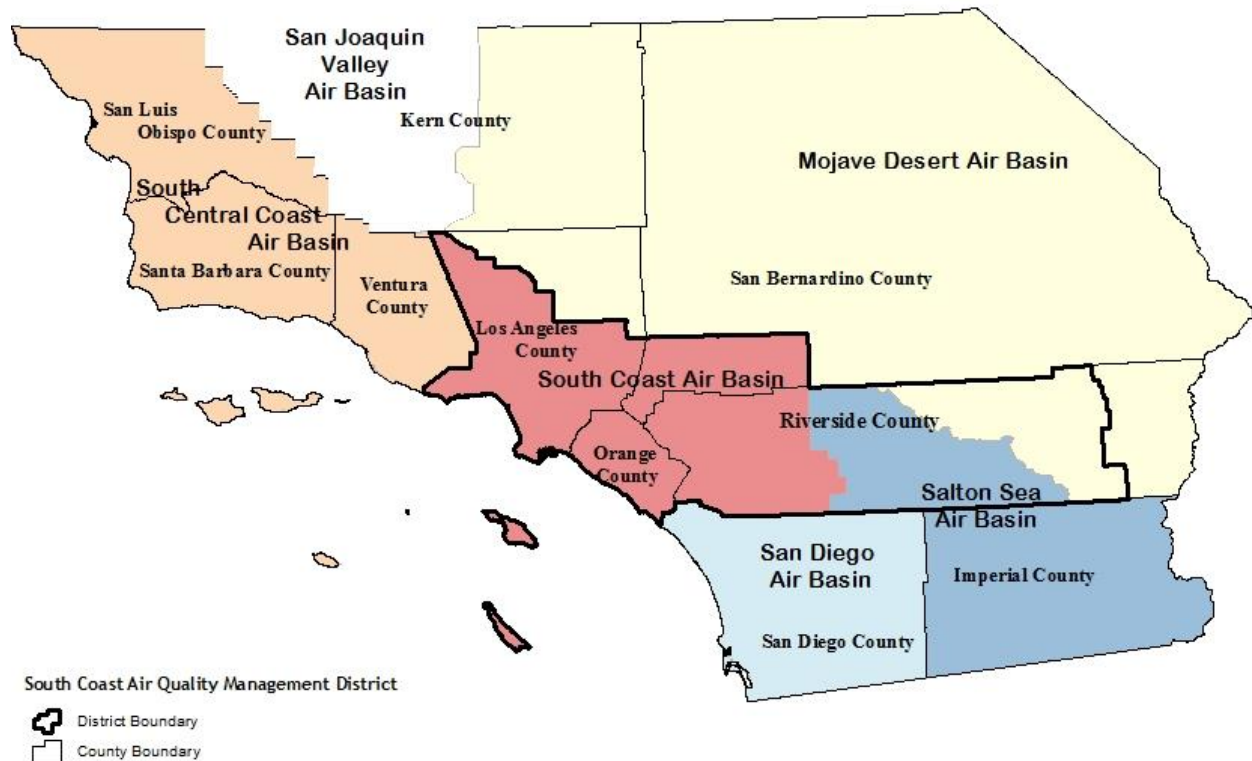 San Joaquin
Valley
Air Basin
San Luis
Obispo County
Kern County
Mojave Desert Air Basin
South
Central Coast
Air Basin
Santa Barbara County
Ventura
County
San Bernardino County
Los Angeles
County
South Coast Air Basin
Riverside County
Orange
County
Salton Sea
Air Basin
San Diego
Air Basin
Imperial County
San Diego County
South Coast Air Quality Management District
District Boundary
County Boundary